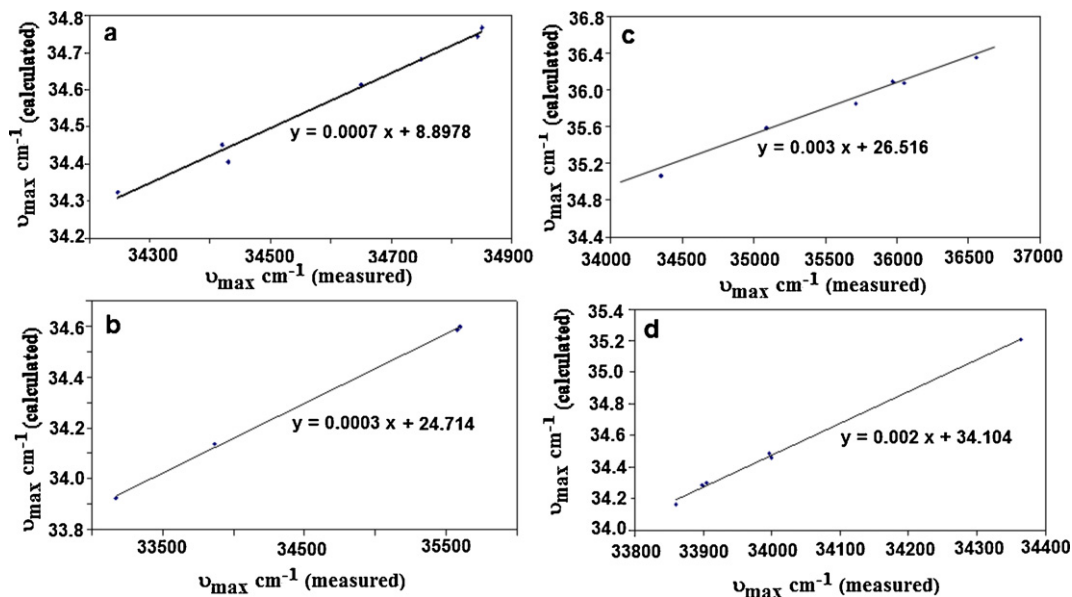 a
υmax cm-1 (calculated)
34.8
34.7
34.6
34.5
34.4
34.3
34.2
y = 0.0007 x + 8.8978
34300 34500 34700 34900
υmax cm-1 (measured)
c
υmax cm-1 (calculated)
36.8
36.4
36.0
35.6
35.2
34.8
34.4
y = 0.003 x + 26.516
34000 34500 35000 35500 36000 36500 37000
υmax cm-1 (measured)
b
υmax cm-1 (calculated)
34.6
34.4
34.2
34.0
33.8
y = 0.0003 x + 24.714
33500 34500 35500
υmax cm-1 (measured)
d
υmax cm-1 (calculated)
35.4
35.2
35.0
34.8
34.6
34.4
34.2
34.0
y = 0.002 x + 34.104
33800 33900 34000 34100 34200 34300 34400
υmax cm-1 (measured)